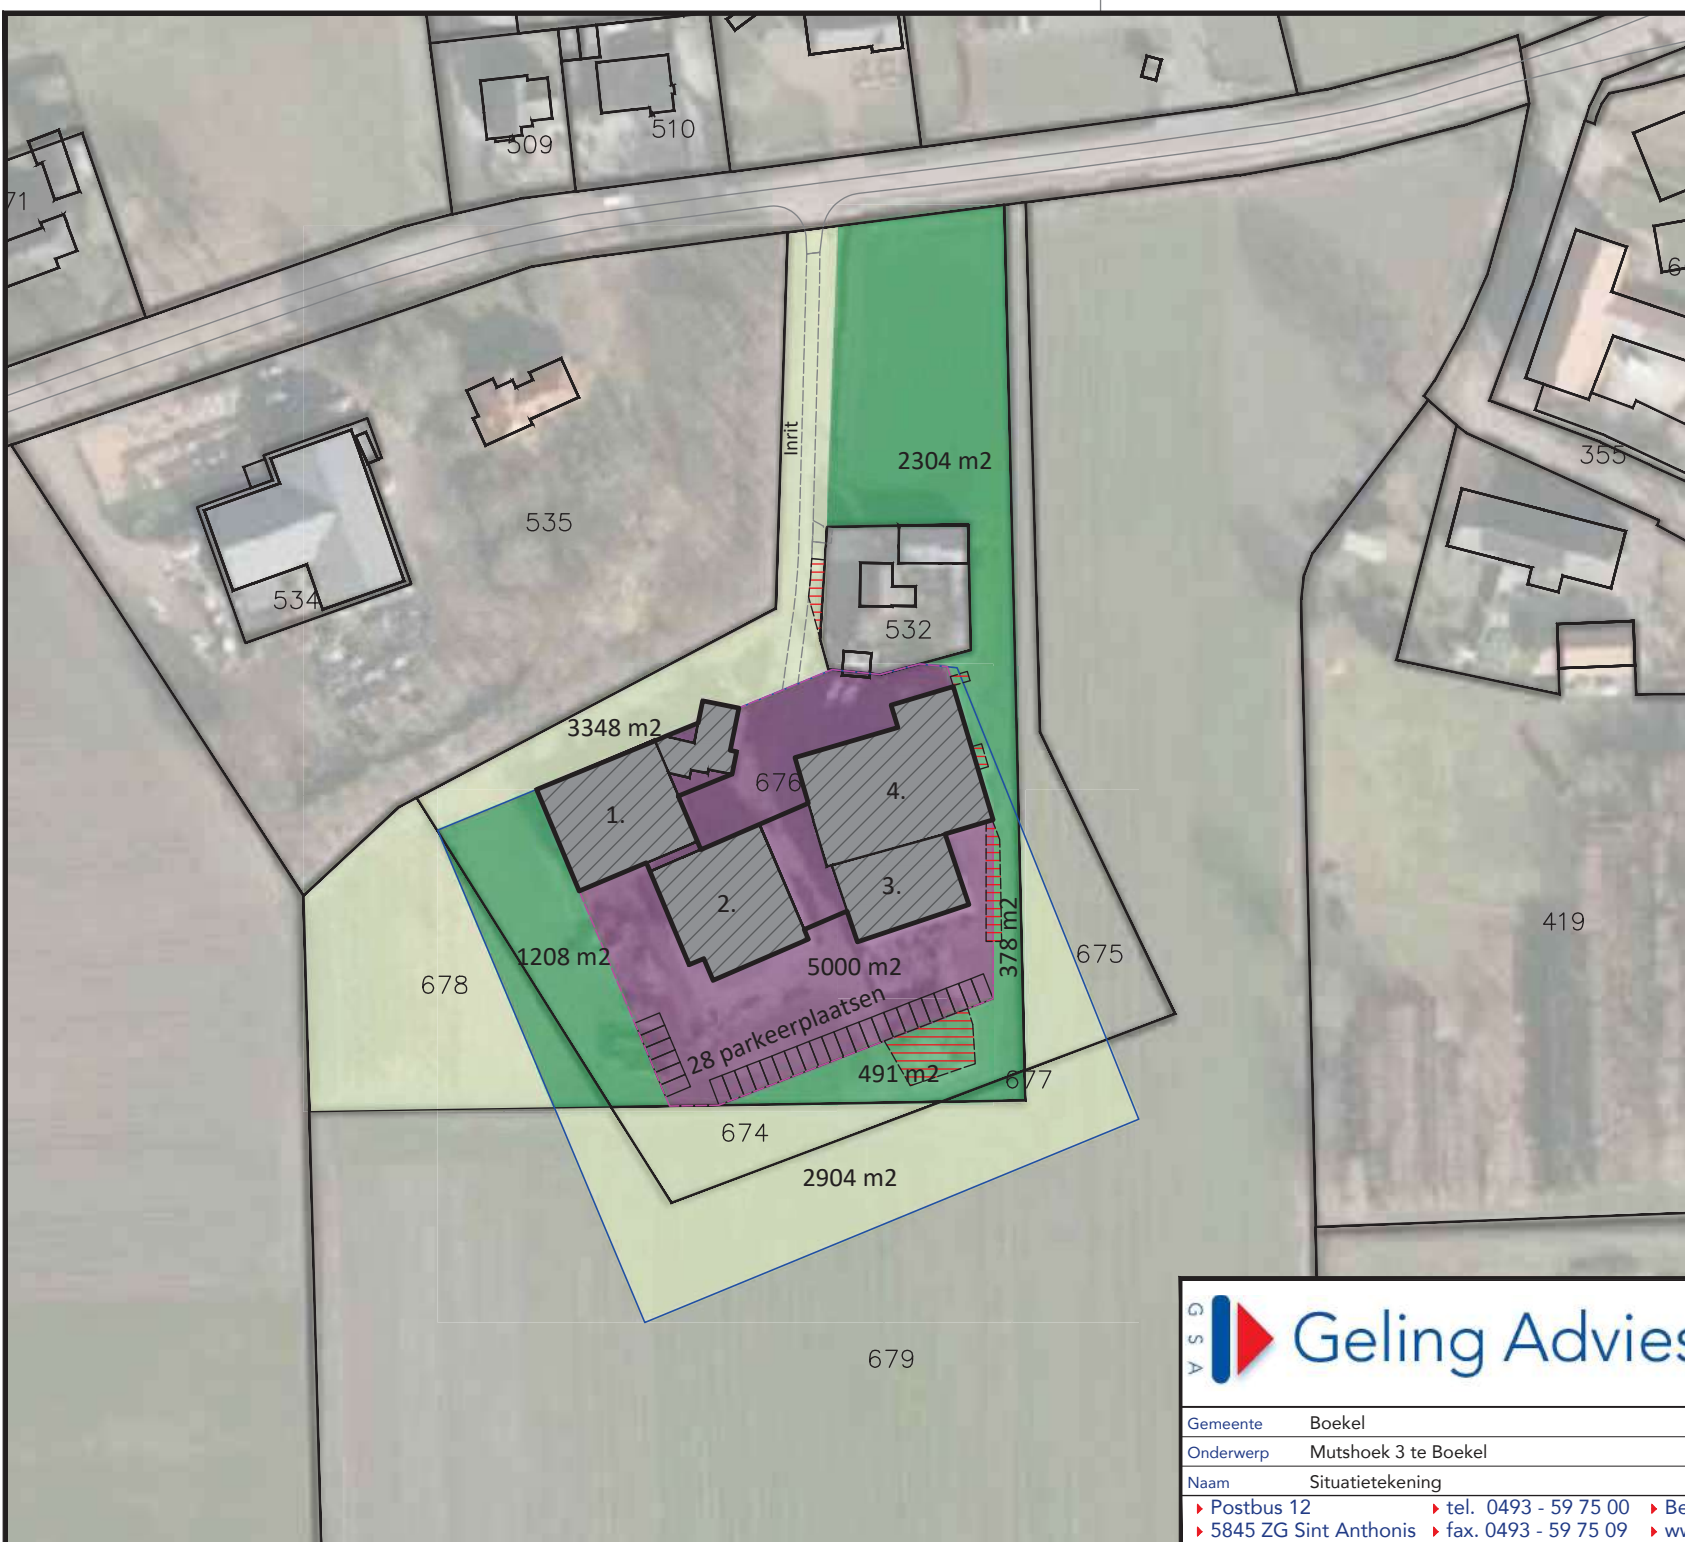 509
510
71
6
Inrit
2304 m2
355
535
534
532
3348 m2
676
4.
1.
3.
2.
419
378 m2
1208 m2
5000 m2
675
678
28 parkeerplaatsen
491 m2
677
674
2904 m2
679
GSA
Geling Advies
Gemeente Boekel
Onderwerp Mutshoek 3 te Boekel
Naam Situatietekening
Postbus 12 tel. 0493 - 59 75 00 Be
5845 ZG Sint Anthonis fax. 0493 - 59 75 09